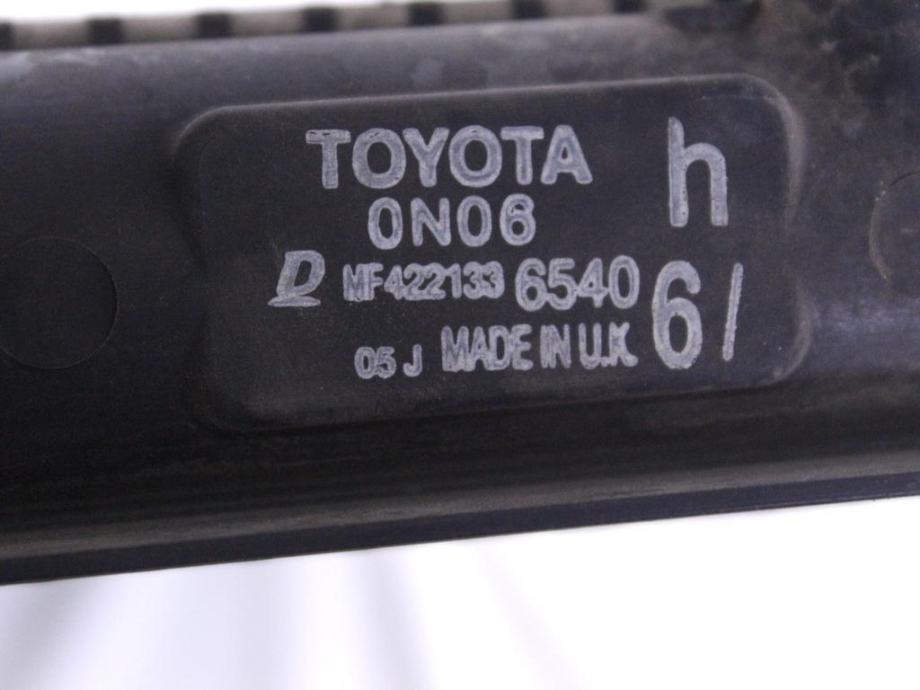 TOYOTA h
0N06
D MF422133 6540 6/
05 J MADE IN U.K